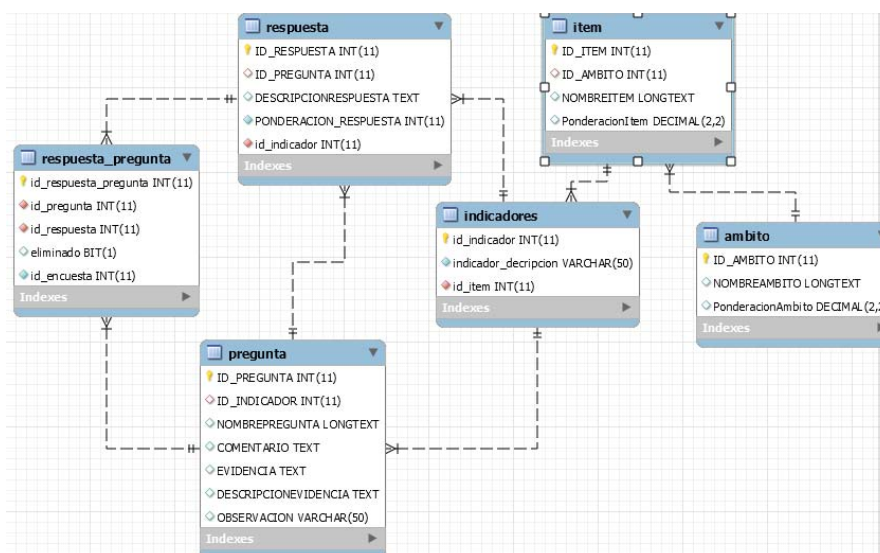 respuesta
ID_RESPUESTA INT(11)
ID_PREGUNTA INT(11)
DESCRIPCIONRESPUESTA TEXT
PONDERACION_RESPUESTA INT(11)
id_indicador INT(11)
Indexes
item
ID_ITEM INT(11)
ID_AMBITO INT(11)
NOMBREITEM LONGTEXT
PonderacionItem DECIMAL(2,2)
Indexes
respuesta_pregunta
id_respuesta_pregunta INT(11)
id_pregunta INT(11)
id_respuesta INT(11)
eliminado BIT(1)
id_encuesta INT(11)
Indexes
indicadores
id_indicador INT(11)
indicador_decripcion VARCHAR(50)
id_item INT(11)
Indexes
ambito
ID_AMBITO INT(11)
NOMBREAMBITO LONGTEXT
PonderacionAmbito DECIMAL(2,
Indexes
pregunta
ID_PREGUNTA INT(11)
ID_INDICADOR INT(11)
NOMBREPREGUNTA LONGTEXT
COMENTARIO TEXT
EVIDENCIA TEXT
DESCRIPCIONEVIDENCIA TEXT
OBSERVACION VARCHAR(50)
Indexes